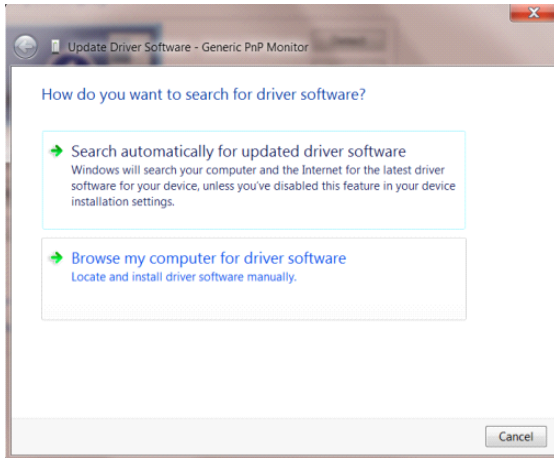 Update Driver Software - Generic PnP Monitor
How do you want to search for driver software?
Search automatically for updated driver software
Windows will search your computer and the Internet for the latest driver
software for your device, unless you've disabled this feature in your device
installation settings.
Browse my computer for driver software
Locate and install driver software manually.
Cancel